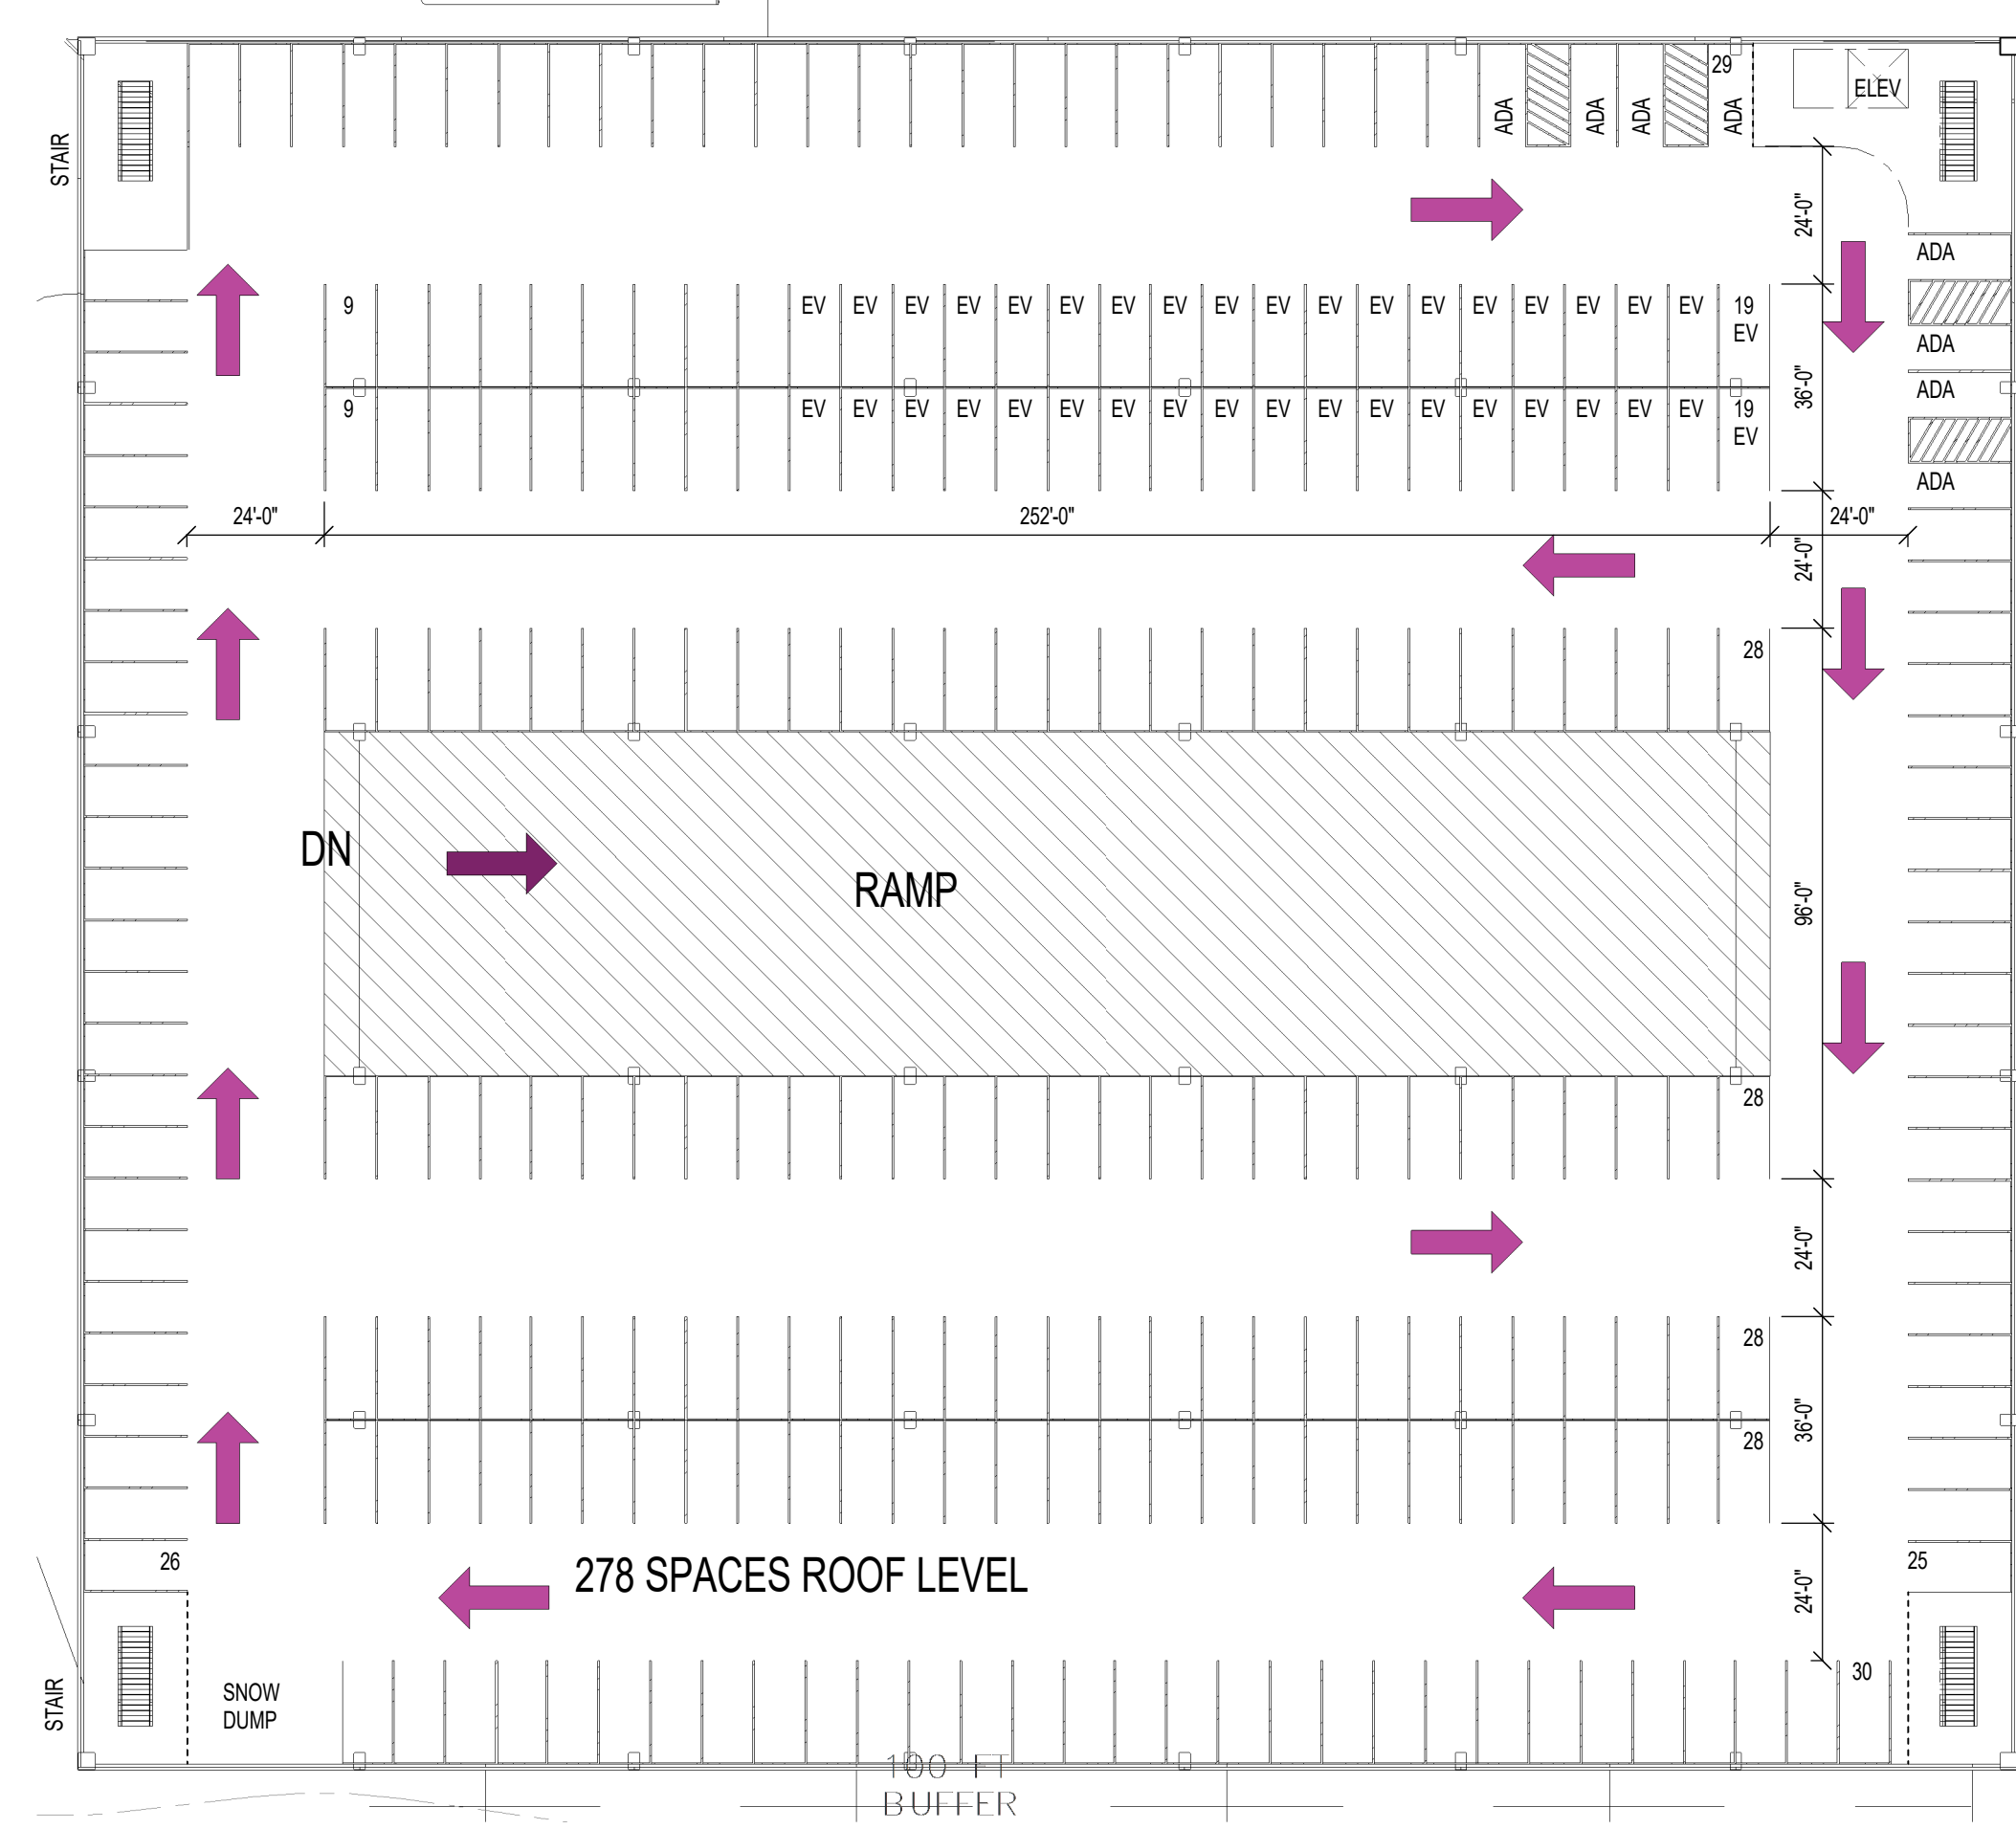 29
ELEV
ADA
ADA
ADA
ADA
STAIR
24'-0"
ADA
9
EV EV EV EV EV EV EV EV EV EV EV EV EV EV EV EV EV EV 19
EV
ADA
36'-0"
ADA
9
EV EV EV EV EV EV EV EV EV EV EV EV EV EV EV EV EV EV 19
EV
ADA
24'-0"
252'-0"
24'-0"
24'-0"
28
DN
RAMP
96'-0"
28
24'-0"
28
36'-0"
28
26
278 SPACES ROOF LEVEL
25
24'-0"
30
STAIR
SNOW
DUMP
100 FT
BUFFER